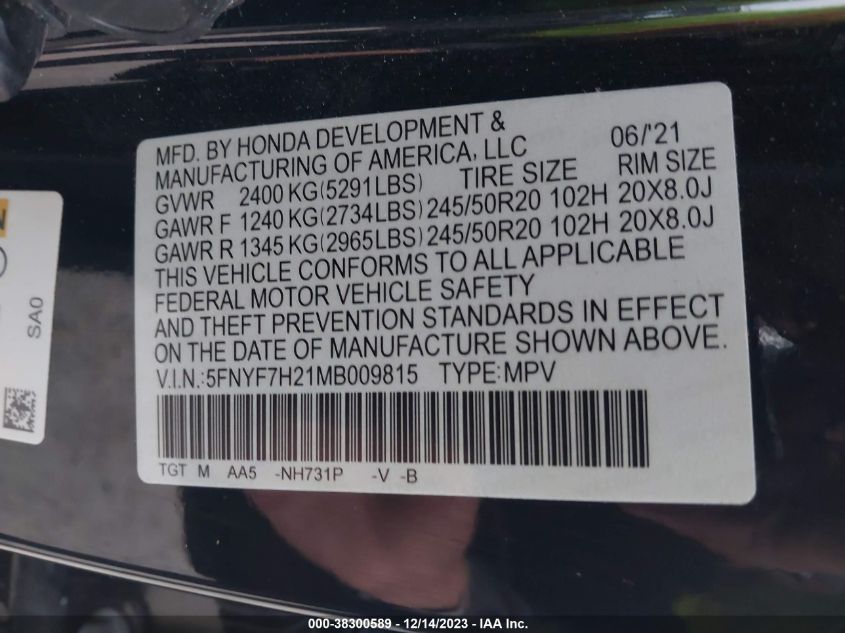 MFD. BY HONDA DEVELOPMENT & 06/'21
MANUFACTURING OF AMERICA, LLC
GVWR 2400 KG(5291LBS) TIRE SIZE RIM SIZE
GAWR F 1240 KG(2734LBS) 245/50R20 102H 20X8.0J
GAWR R 1345 KG(2965LBS) 245/50R20 102H 20X8.0J
THIS VEHICLE CONFORMS TO ALL APPLICABLE
FEDERAL MOTOR VEHICLE SAFETY
AND THEFT PREVENTION STANDARDS IN EFFECT
ON THE DATE OF MANUFACTURE SHOWN ABOVE.
V.I.N.:5FNYF7H21MB009815 TYPE:MPV
TGT M AA5 -NH731P -V -B
SA0
000-38300589 - 12/14/2023 - IAA Inc.